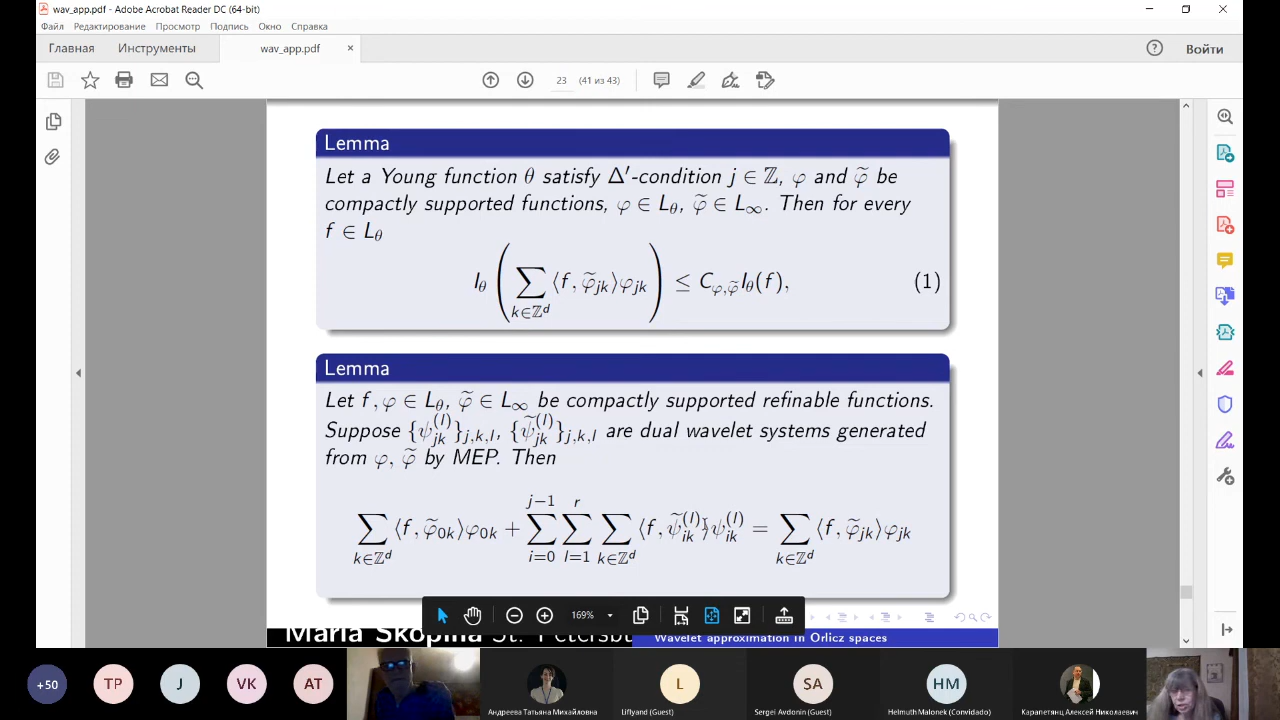 wav_app.pdf - Adobe Acrobat Reader DC (64-bit)
Файл Редактирование Просмотр Подпись Окно Справка
Главная Инструменты wav_app.pdf × Войти
23 (41 из 43)
Lemma
Let a Young function θ satisfy Δ′-condition j ∈ ℤ, φ and φ̃ be
compactly supported functions, φ ∈ L_θ, φ̃ ∈ L_∞. Then for every
f ∈ L_θ
I_θ ( ∑_{k∈ℤ^d} ⟨f, φ̃_{jk}⟩φ_{jk} ) ≤ C_{φ,φ̃} I_θ(f), (1)
Lemma
Let f, φ ∈ L_θ, φ̃ ∈ L_∞ be compactly supported refinable functions.
Suppose {ψ^{(l)}_{jk}}_{j,k,l}, {ψ̃^{(l)}_{jk}}_{j,k,l} are dual wavelet systems generated
from φ, φ̃ by MEP. Then
∑_{k∈ℤ^d} ⟨f, φ̃_{0k}⟩φ_{0k} + ∑_{i=0}^{j−1} ∑_{l=1}^{r} ∑_{k∈ℤ^d} ⟨f, ψ̃^{(l)}_{ik}⟩ψ^{(l)}_{ik} = ∑_{k∈ℤ^d} ⟨f, φ̃_{jk}⟩φ_{jk}
169%
Maria Skopina St. Petersbu
Wavelet approximation in Orlicz spaces
+50 TP J VK AT L SA HM
Андреева Татьяна Михайловна Liflyand (Guest) Sergei Avdonin (Guest) Helmuth Malonek (Convidado) Карапетянц Алексей Николаевич